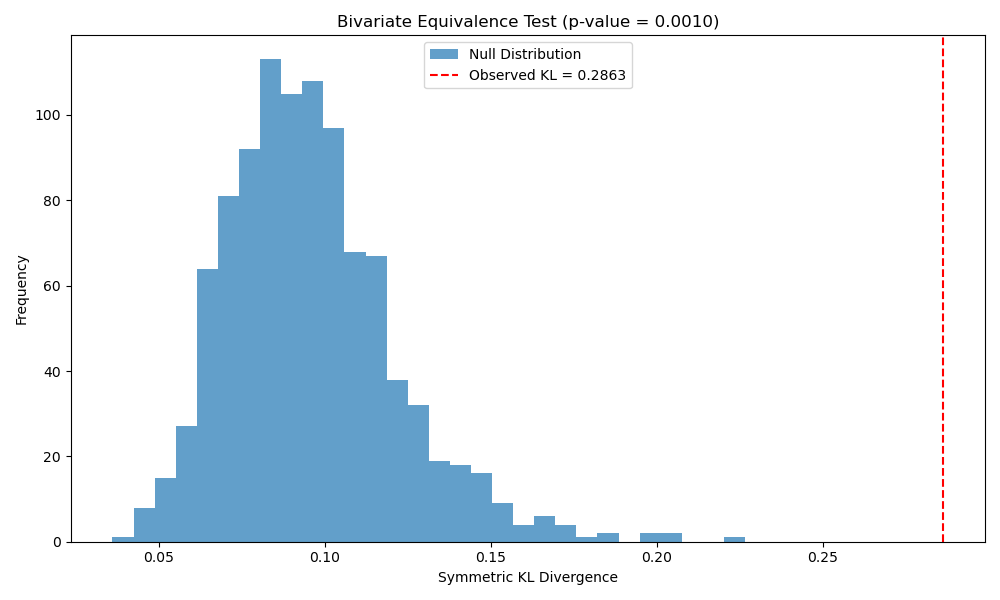 Bivariate Equivalence Test (p-value = 0.0010)
Null Distribution
Observed KL = 0.2863
Frequency
100
80
60
40
20
0
0.05 0.10 0.15 0.20 0.25
Symmetric KL Divergence